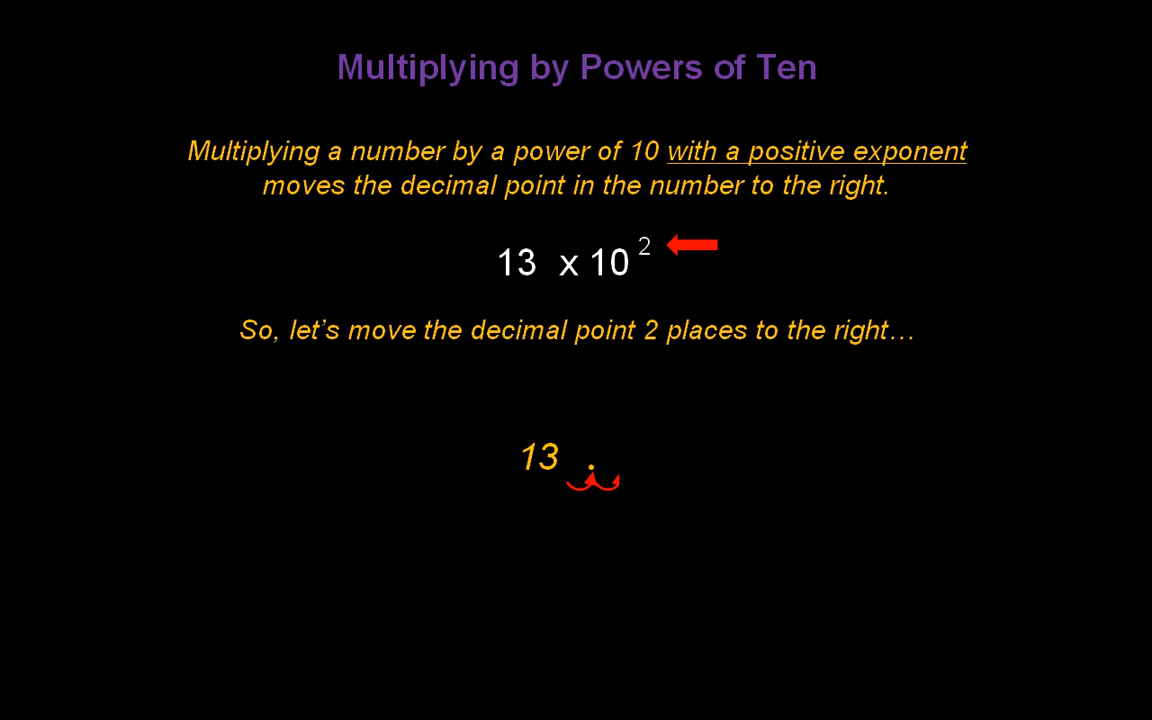 Multiplying by Powers of Ten
Multiplying a number by a power of 10 with a positive exponent
moves the decimal point in the number to the right.
13 x 10 2
So, let’s move the decimal point 2 places to the right…
13 .